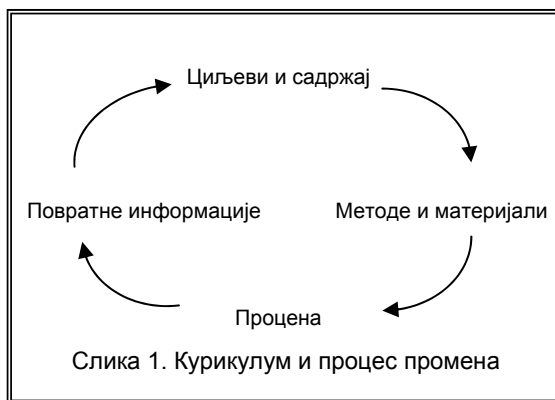 Циљеви и садржај
Повратне информације
Методе и материјали
Процена
Слика 1. Курикулум и процес промена